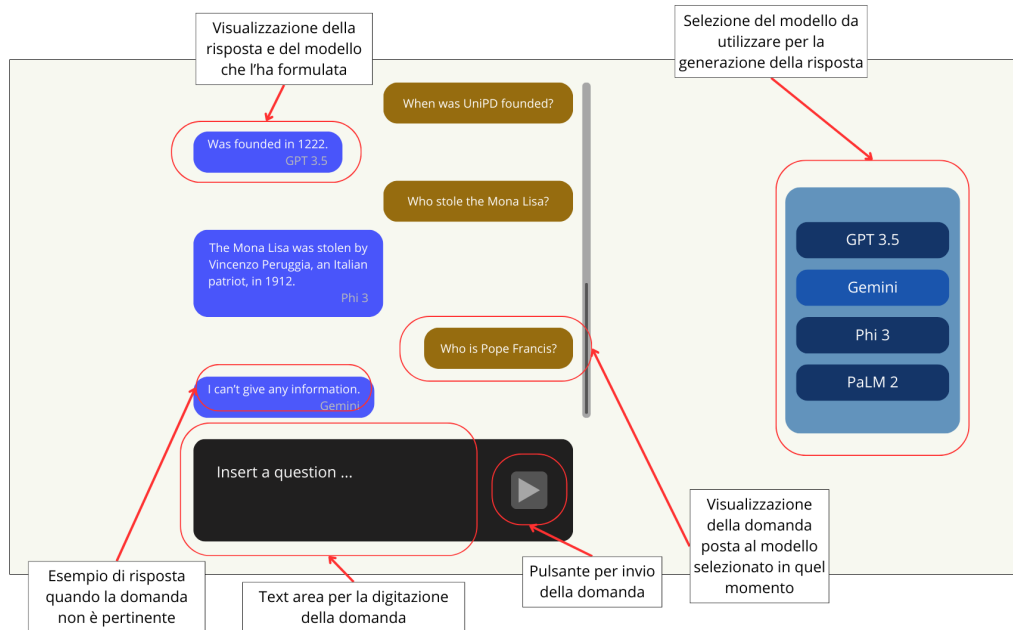 Visualizzazione della
risposta e del modello
che l'ha formulata
Selezione del modello da
utilizzare per la
generazione della risposta
When was UniPD founded?
Was founded in 1222.
GPT 3.5
Who stole the Mona Lisa?
The Mona Lisa was stolen by
Vincenzo Peruggia, an Italian
patriot, in 1912.
Phi 3
Who is Pope Francis?
I can't give any information.
Gemini
GPT 3.5
Gemini
Phi 3
PaLM 2
Insert a question ...
Visualizzazione
della domanda
posta al modello
selezionato in quel
momento
Pulsante per invio
della domanda
Esempio di risposta
quando la domanda
non è pertinente
Text area per la digitazione
della domanda